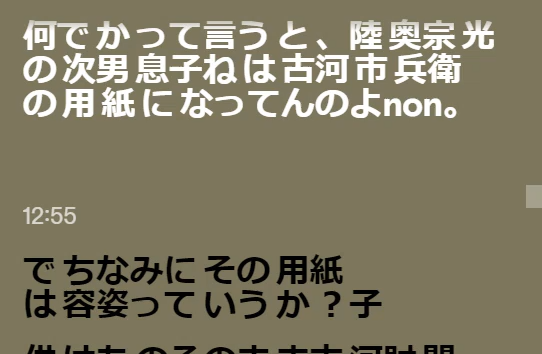 何でかって言うと、陸奥宗光
の次男息子ねは古河市兵衛
の用紙になってんのよnon。
12:55
でちなみにその用紙
は容姿っていうか？子